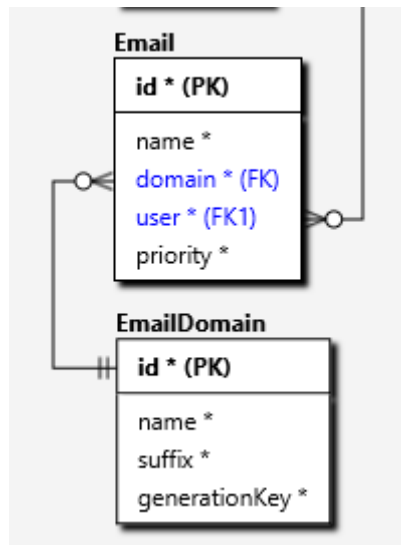 Email
id * (PK)
name *
domain * (FK)
user * (FK1)
priority *
EmailDomain
id * (PK)
name *
suffix *
generationKey *